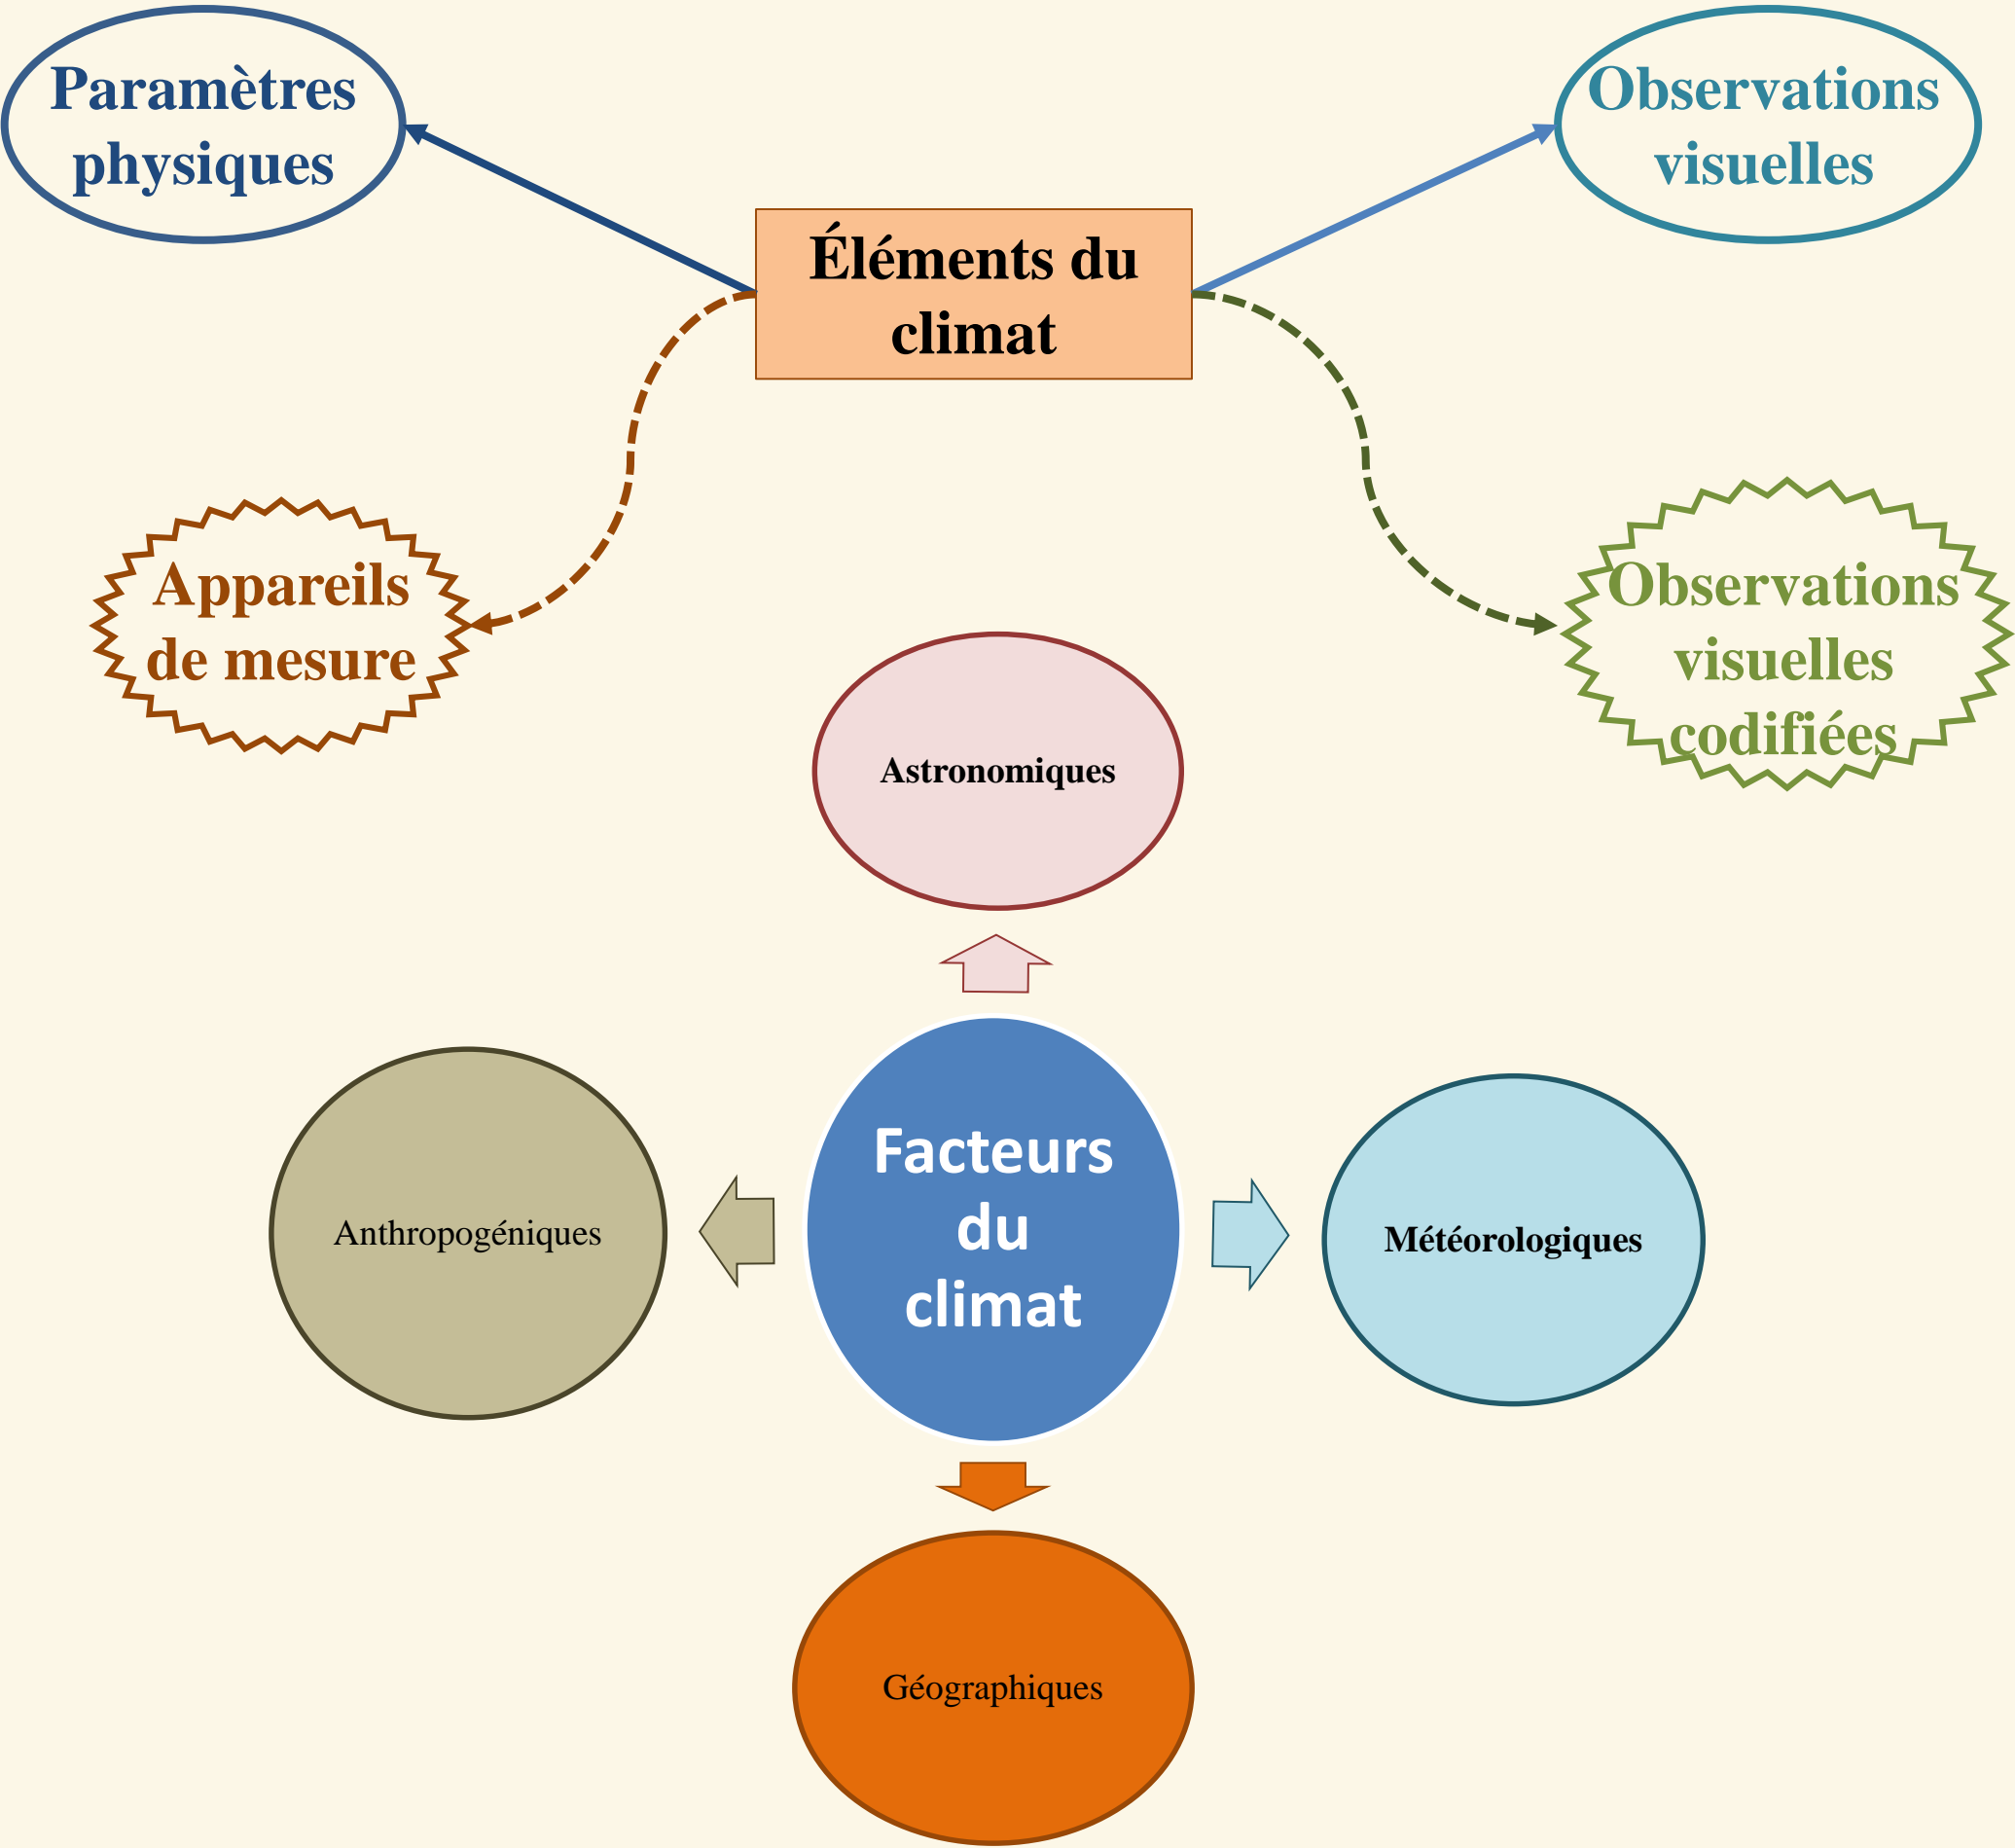 Paramètres
physiques
Observations
visuelles
Éléments du
climat
Appareils
de mesure
Observations
visuelles
codifiées
Astronomiques
Facteurs
du
climat
Anthropogéniques
Météorologiques
Géographiques